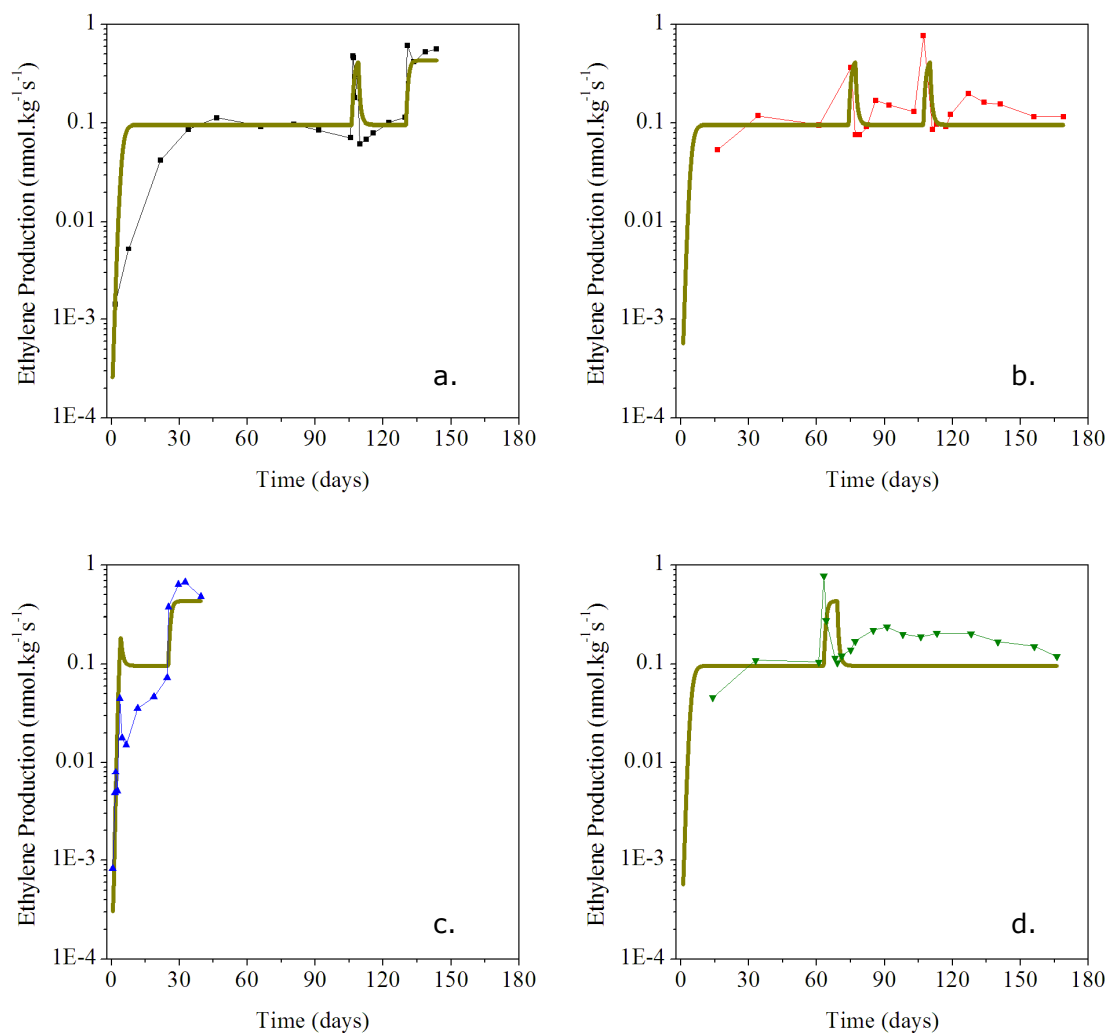 Ethylene Production (nmol.kg⁻¹s⁻¹)
1
0.1
0.01
1E-3
1E-4
a.
0 30 60 90 120 150 180
Time (days)
Ethylene Production (nmol.kg⁻¹s⁻¹)
1
0.1
0.01
1E-3
1E-4
b.
0 30 60 90 120 150 180
Time (days)
Ethylene Production (nmol.kg⁻¹s⁻¹)
1
0.1
0.01
1E-3
1E-4
c.
0 30 60 90 120 150 180
Time (days)
Ethylene Production (nmol.kg⁻¹s⁻¹)
1
0.1
0.01
1E-3
1E-4
d.
0 30 60 90 120 150 180
Time (days)